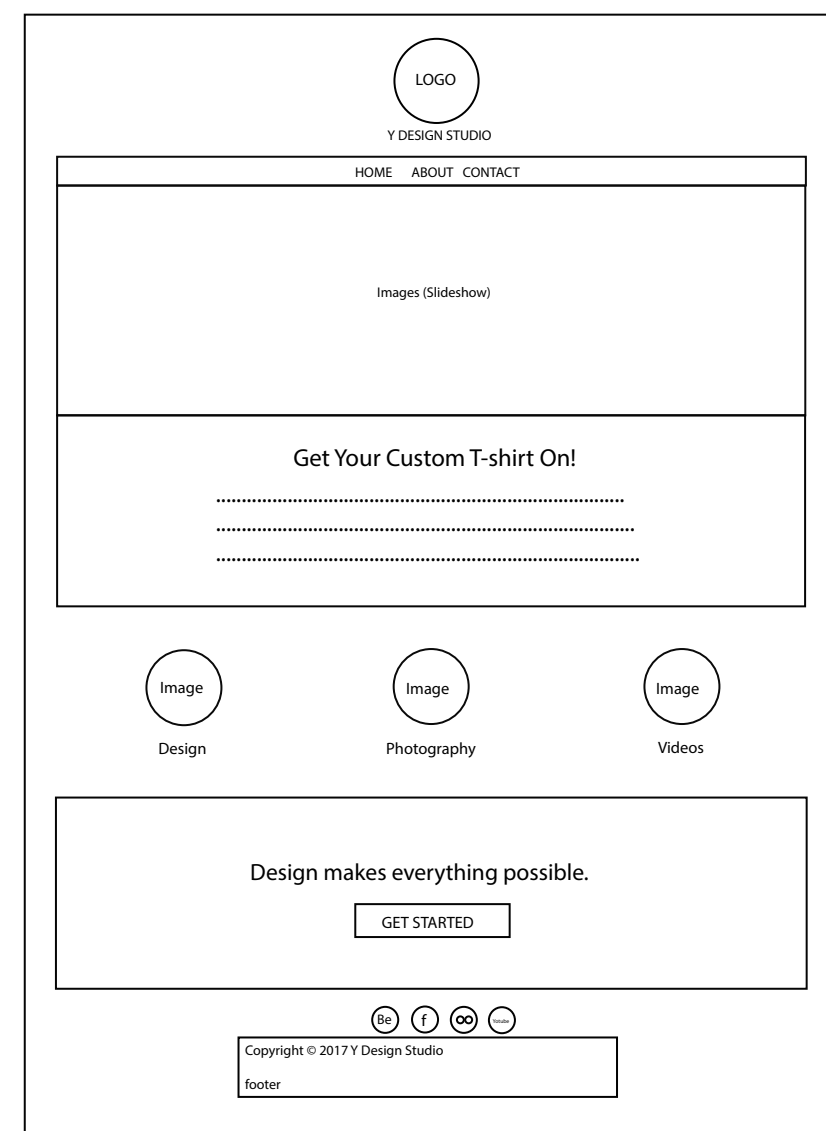 LOGO
Y DESIGN STUDIO
HOME ABOUT CONTACT
Images (Slideshow)
Get Your Custom T-shirt On!
Image Image Image
Design Photography Videos
Design makes everything possible.
GET STARTED
Be f Yotube
Copyright © 2017 Y Design Studio
footer